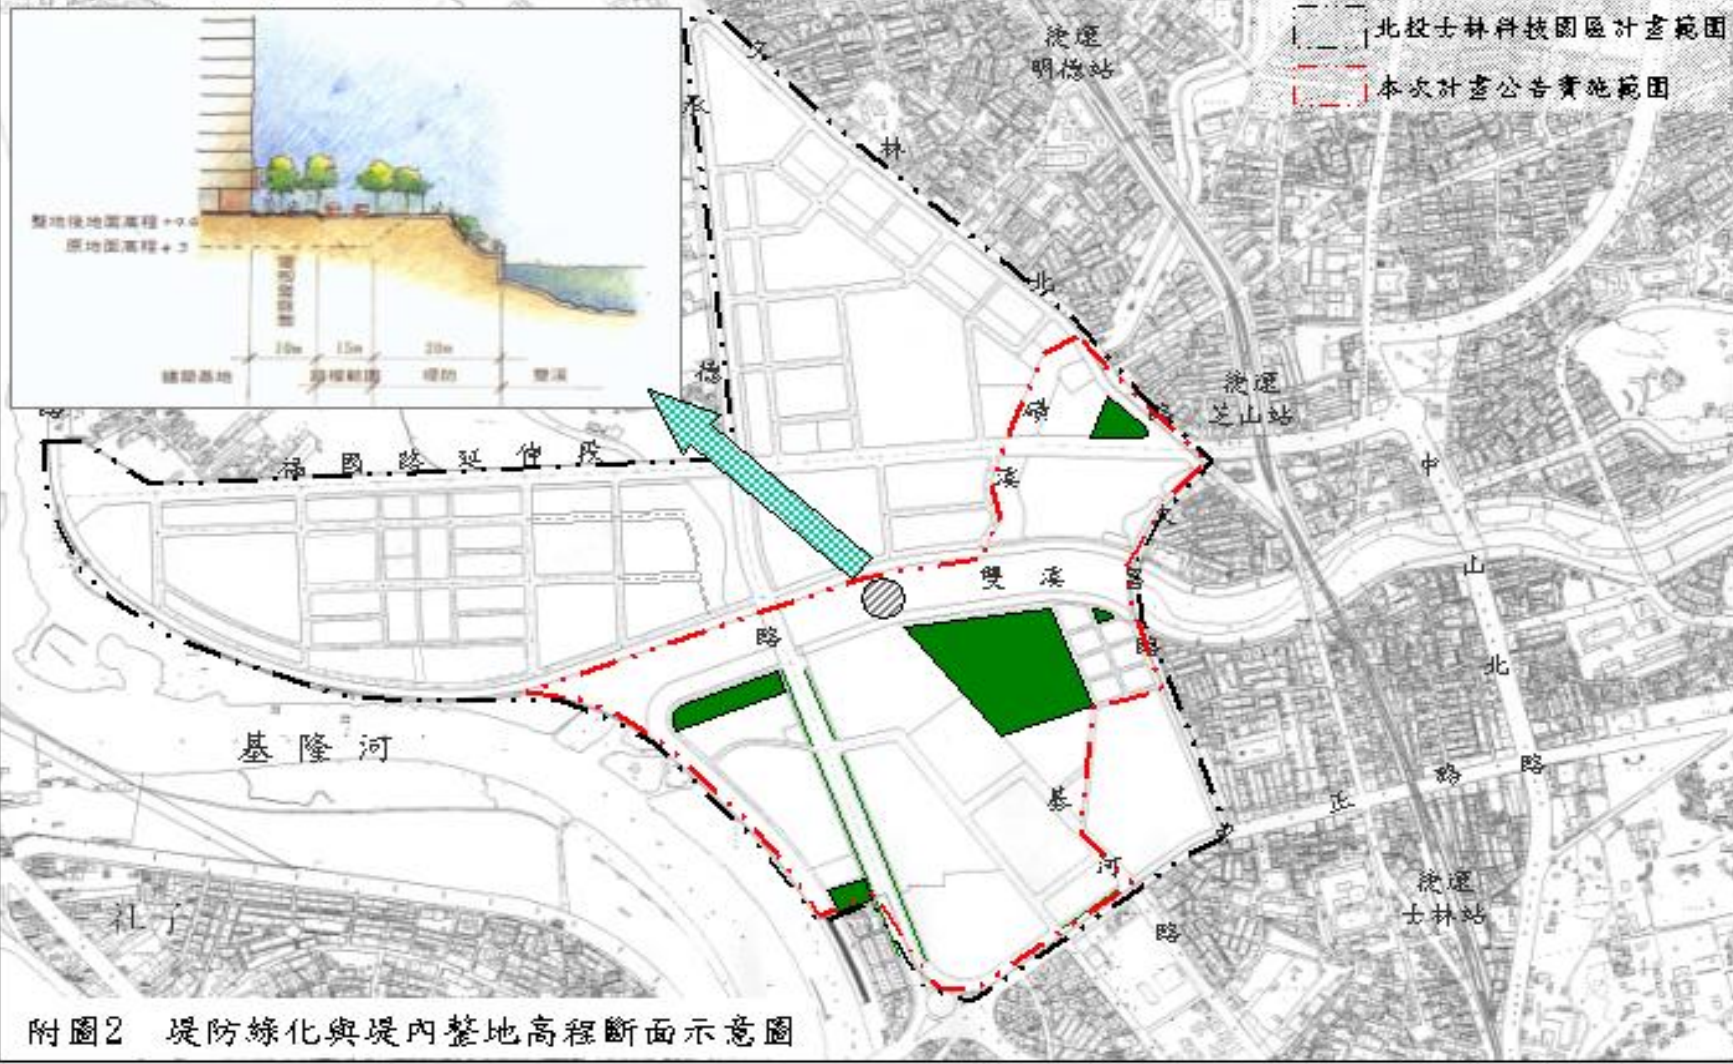 北投士林科技園區計畫範圍
本次計畫公告實施範圍
捷運
明德站
文
林
北
路
承
德
路
整地後地面高程
原地面高程+3
10m
15m
20m
建築基地
堤防
雙溪
捷運
芝山站
福國路延伸段
磺
溪
文
雙溪
路
中
山
北
路
基隆河
基
河
路
中
正
路
社子
捷運
士林站
附圖2 堤防綠化與堤內整地高程斷面示意圖